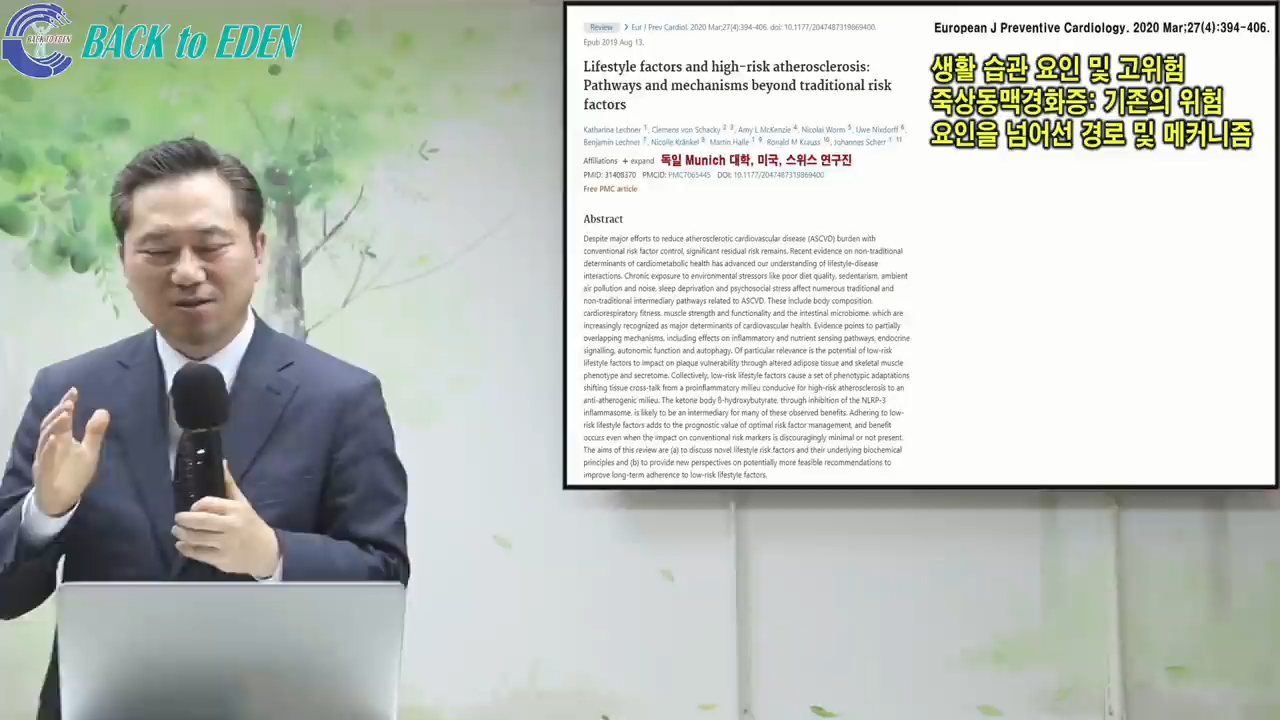 BACK to EDEN
BACK to EDEN
Review > Eur J Prev Cardiol. 2020 Mar;27(4):394-406. doi: 10.1177/2047487319869400.
Epub 2019 Aug 13.
Lifestyle factors and high-risk atherosclerosis:
Pathways and mechanisms beyond traditional risk
factors
Katharina Lechner 1, Clemens von Schacky 2 3, Amy L McKenzie 4, Nicolai Worm 5, Uwe Nixdorff 6,
Benjamin Lechner 7, Nicolle Kränkel 8, Martin Halle 1 9, Ronald M Krauss 10, Johannes Scherr 1 11
Affiliations + expand 독일 Munich 대학, 미국, 스위스 연구진
PMID: 31408370 PMCID: PMC7065445 DOI: 10.1177/2047487319869400
Free PMC article
Abstract
Despite major efforts to reduce atherosclerotic cardiovascular disease (ASCVD) burden with
conventional risk factor control, significant residual risk remains. Recent evidence on non-traditional
determinants of cardiometabolic health has advanced our understanding of lifestyle-disease
interactions. Chronic exposure to environmental stressors like poor diet quality, sedentarism, ambient
air pollution and noise, sleep deprivation and psychosocial stress affect numerous traditional and
non-traditional intermediary pathways related to ASCVD. These include body composition,
cardiorespiratory fitness, muscle strength and functionality and the intestinal microbiome, which are
increasingly recognized as major determinants of cardiovascular health. Evidence points to partially
overlapping mechanisms, including effects on inflammatory and nutrient sensing pathways, endocrine
signalling, autonomic function and autophagy. Of particular relevance is the potential of low-risk
lifestyle factors to impact on plaque vulnerability through altered adipose tissue and skeletal muscle
phenotype and secretome. Collectively, low-risk lifestyle factors cause a set of phenotypic adaptations
shifting tissue cross-talk from a proinflammatory milieu conducive for high-risk atherosclerosis to an
anti-atherogenic milieu. The ketone body ß-hydroxybutyrate, through inhibition of the NLRP-3
inflammasome, is likely to be an intermediary for many of these observed benefits. Adhering to low-
risk lifestyle factors adds to the prognostic value of optimal risk factor management, and benefit
occurs even when the impact on conventional risk markers is discouragingly minimal or not present.
The aims of this review are (a) to discuss novel lifestyle risk factors and their underlying biochemical
principles and (b) to provide new perspectives on potentially more feasible recommendations to
improve long-term adherence to low-risk lifestyle factors.
European J Preventive Cardiology. 2020 Mar;27(4):394-406.
생활 습관 요인 및 고위험
죽상동맥경화증: 기존의 위험
요인을 넘어선 경로 및 메커니즘